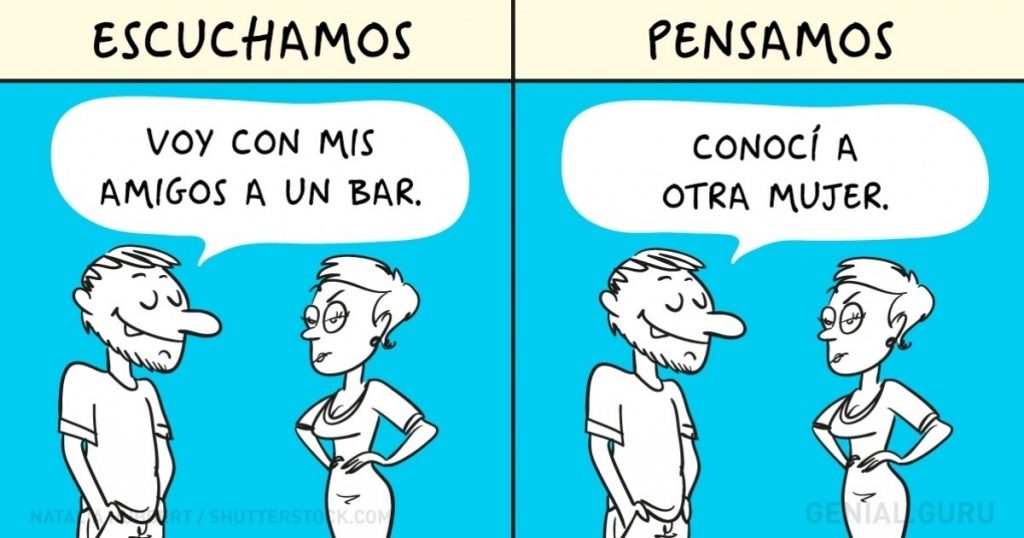 ESCUCHAMOS
VOY CON MIS
AMIGOS A UN BAR.
PENSAMOS
CONOCÍ A
OTRA MUJER.
/ SHUTTERSTOCK.COM
GENIAL.GURU